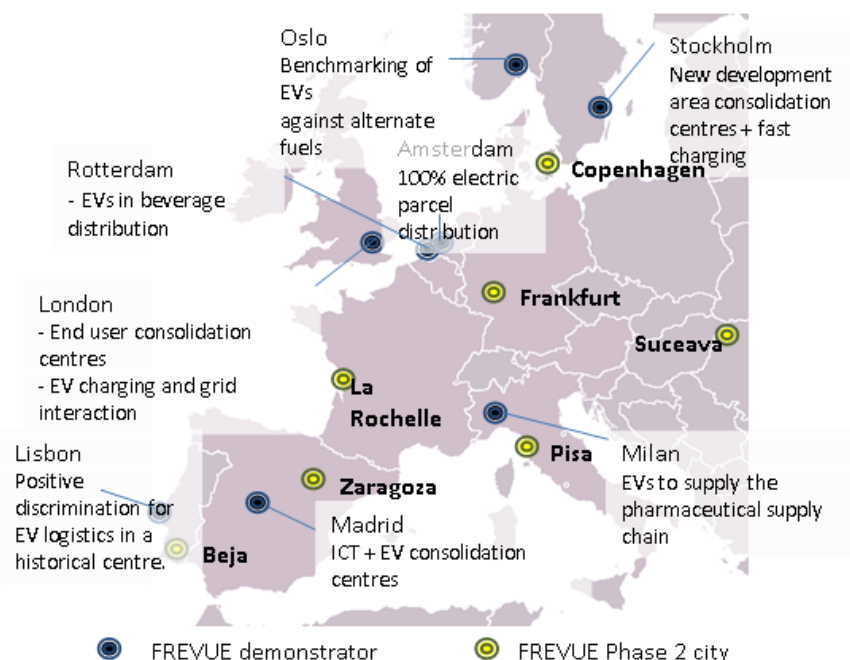 Oslo
Benchmarking of
EVs
against alternate
fuels
Stockholm
New development
area consolidation
centres + fast
charging
Amsterdam
100% electric
parcel
distribution
Copenhagen
Rotterdam
- EVs in beverage
distribution
London
- End user consolidation
centres
- EV charging and grid
interaction
Frankfurt
Suceava
La
Rochelle
Lisbon
Positive
discrimination for
EV logistics in a
historical centre.
Beja
Zaragoza
Madrid
ICT + EV consolidation
centres
Pisa
Milan
EVs to supply the
pharmaceutical supply
chain
FREVUE demonstrator
FREVUE Phase 2 city